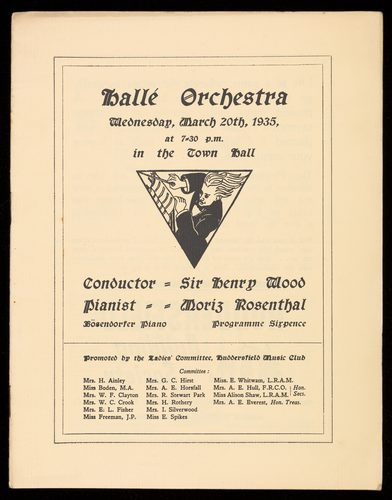 Hallé Orchestra
Wednesday, March 20th, 1935,
at 7-30 p.m.
in the Town Hall
Conductor = Sir Henry Wood
Pianist = = Moriz Rosenthal
Bösendorfer Piano Programme Sixpence
Promoted by the Ladies' Committee, Huddersfield Music Club
Committee :
Mrs. H. Ainley Mrs. G. C. Hirst Miss. E. Whitwam, L.R.A.M.
Miss Boden, M.A. Mrs. A. E. Horsfall Mrs. A. E. Hull, F.R.C.O. Hon.
Mrs. W. F. Clayton Mrs. R. Stewart Park Miss Alison Shaw, L.R.A.M. Secs.
Mrs. W. C. Crook Mrs. H. Rothery Mrs. A. E. Everest, Hon. Treas.
Mrs. E. L. Fisher Mrs. I. Silverwood
Miss Freeman, J.P. Miss E. Spikes